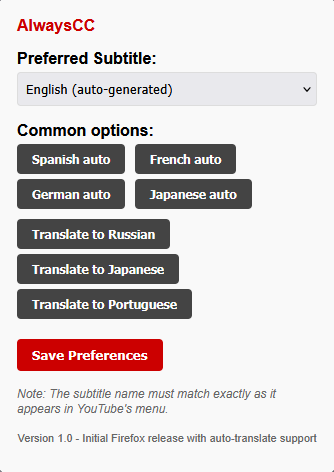 AlwaysCC
Preferred Subtitle:
English (auto-generated)
Common options:
Spanish auto
French auto
German auto
Japanese auto
Translate to Russian
Translate to Japanese
Translate to Portuguese
Save Preferences
Note: The subtitle name must match exactly as it
appears in YouTube's menu.
Version 1.0 - Initial Firefox release with auto-translate support